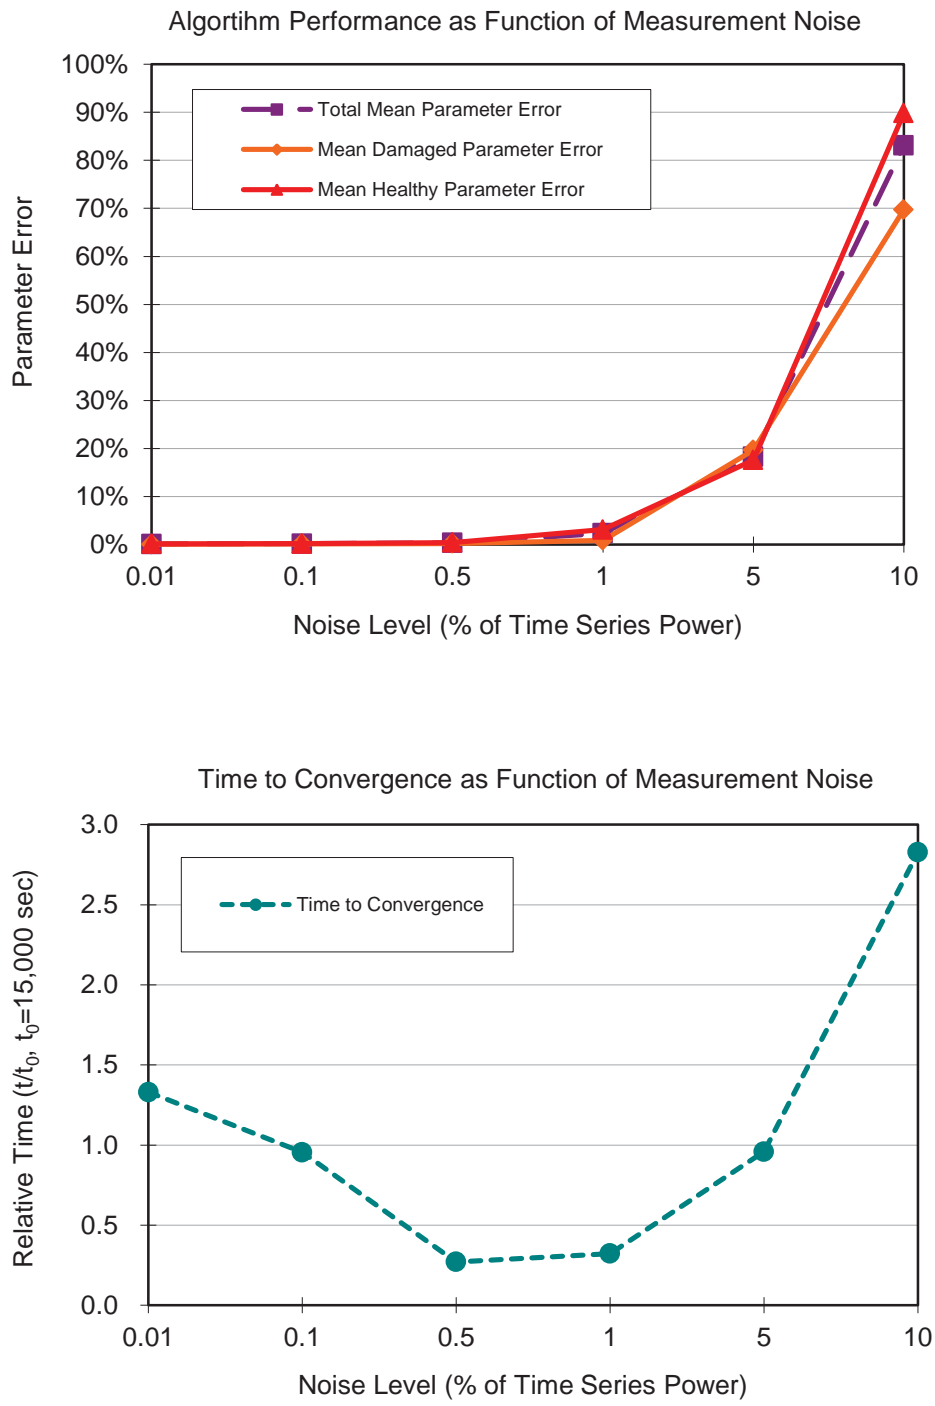 Algortihm Performance as Function of Measurement Noise
100%
90%
80%
70%
60%
50%
40%
30%
20%
10%
0%
Parameter Error
Total Mean Parameter Error
Mean Damaged Parameter Error
Mean Healthy Parameter Error
0.01 0.1 0.5 1 5 10
Noise Level (% of Time Series Power)
Time to Convergence as Function of Measurement Noise
3.0
2.5
2.0
1.5
1.0
0.5
0.0
Relative Time (t/t0, t0=15,000 sec)
Time to Convergence
0.01 0.1 0.5 1 5 10
Noise Level (% of Time Series Power)